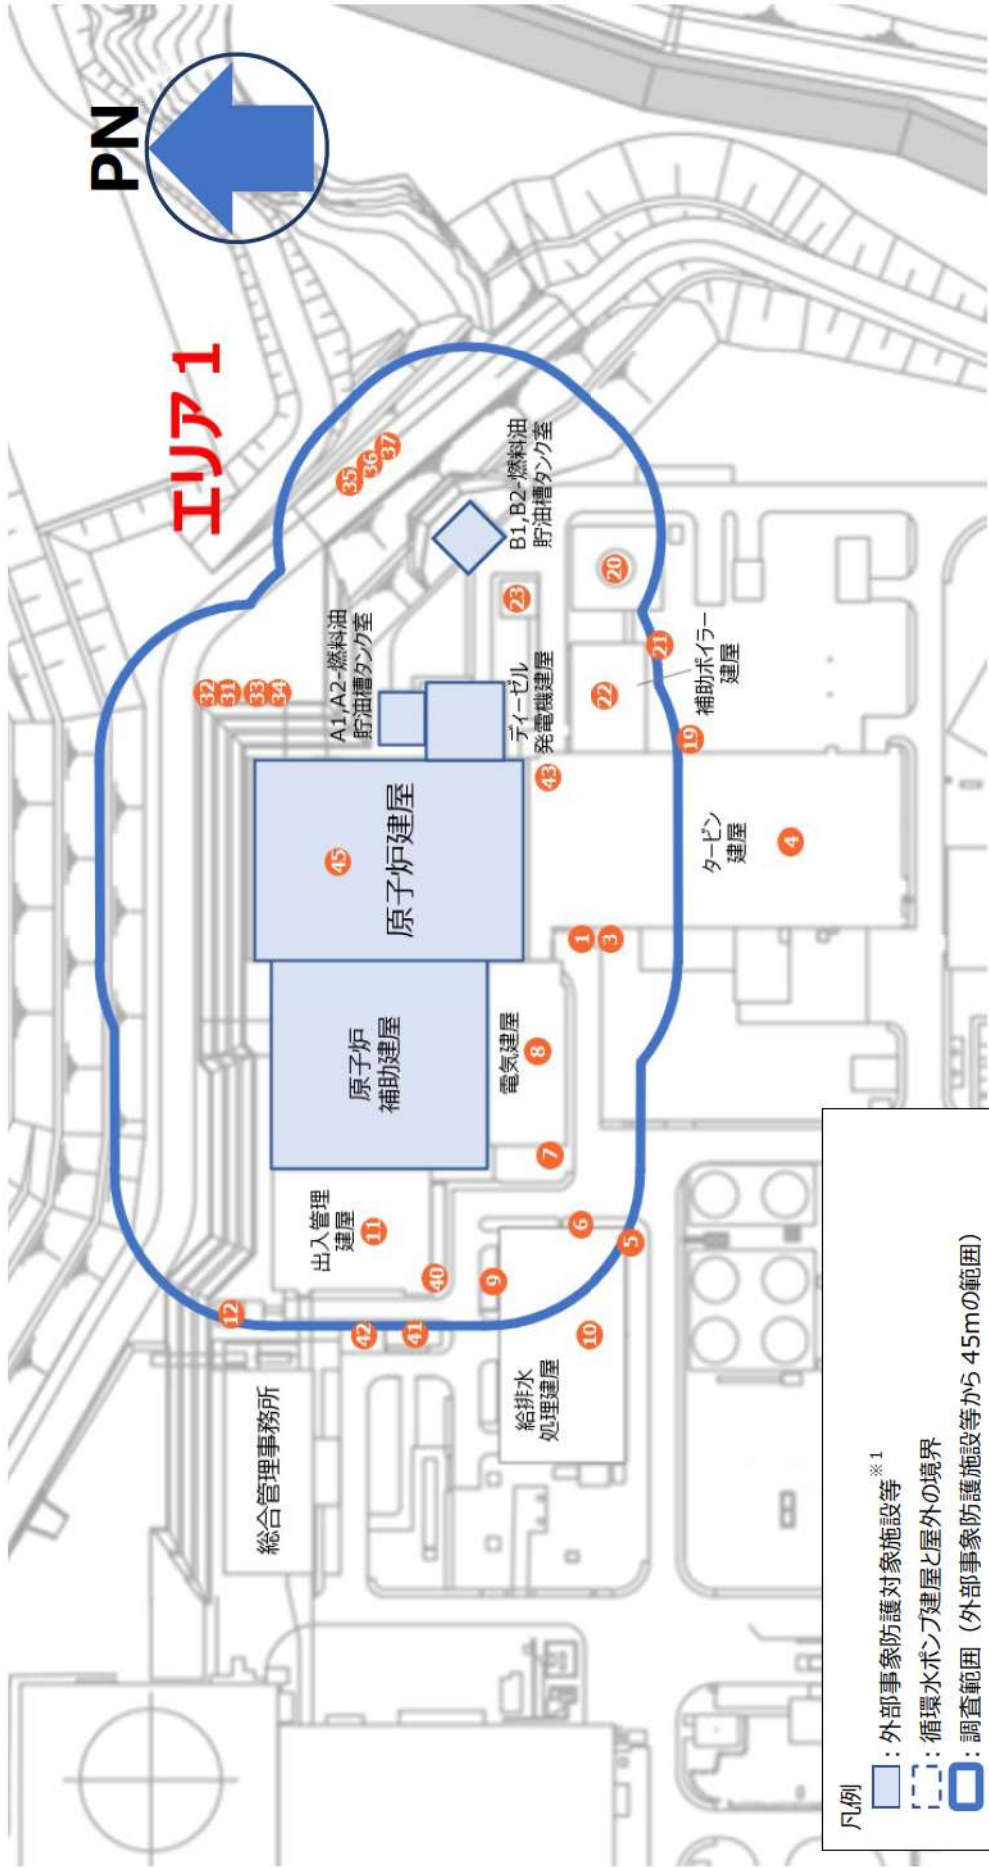 PN
エリア 1
32
31
33
34
12
総合管理事務所
出入管理
建屋
11
A1,A2-燃料油
貯油槽タンク室
45
35
36
37
42
41
40
原子炉
補助建屋
原子炉建屋
9
電気建屋
8
7
ディーゼル
発電機建屋
23
B1,B2-燃料油
貯油槽タンク室
給排水
処理建屋
10
6
5
43
1
3
22
20
21
19
補助ボイラー
建屋
タービン
建屋
4
凡例
：外部事象防護対象施設等※1
：循環水ポンプ建屋と屋外の境界
：調査範囲（外部事象防護施設等から 45mの範囲）